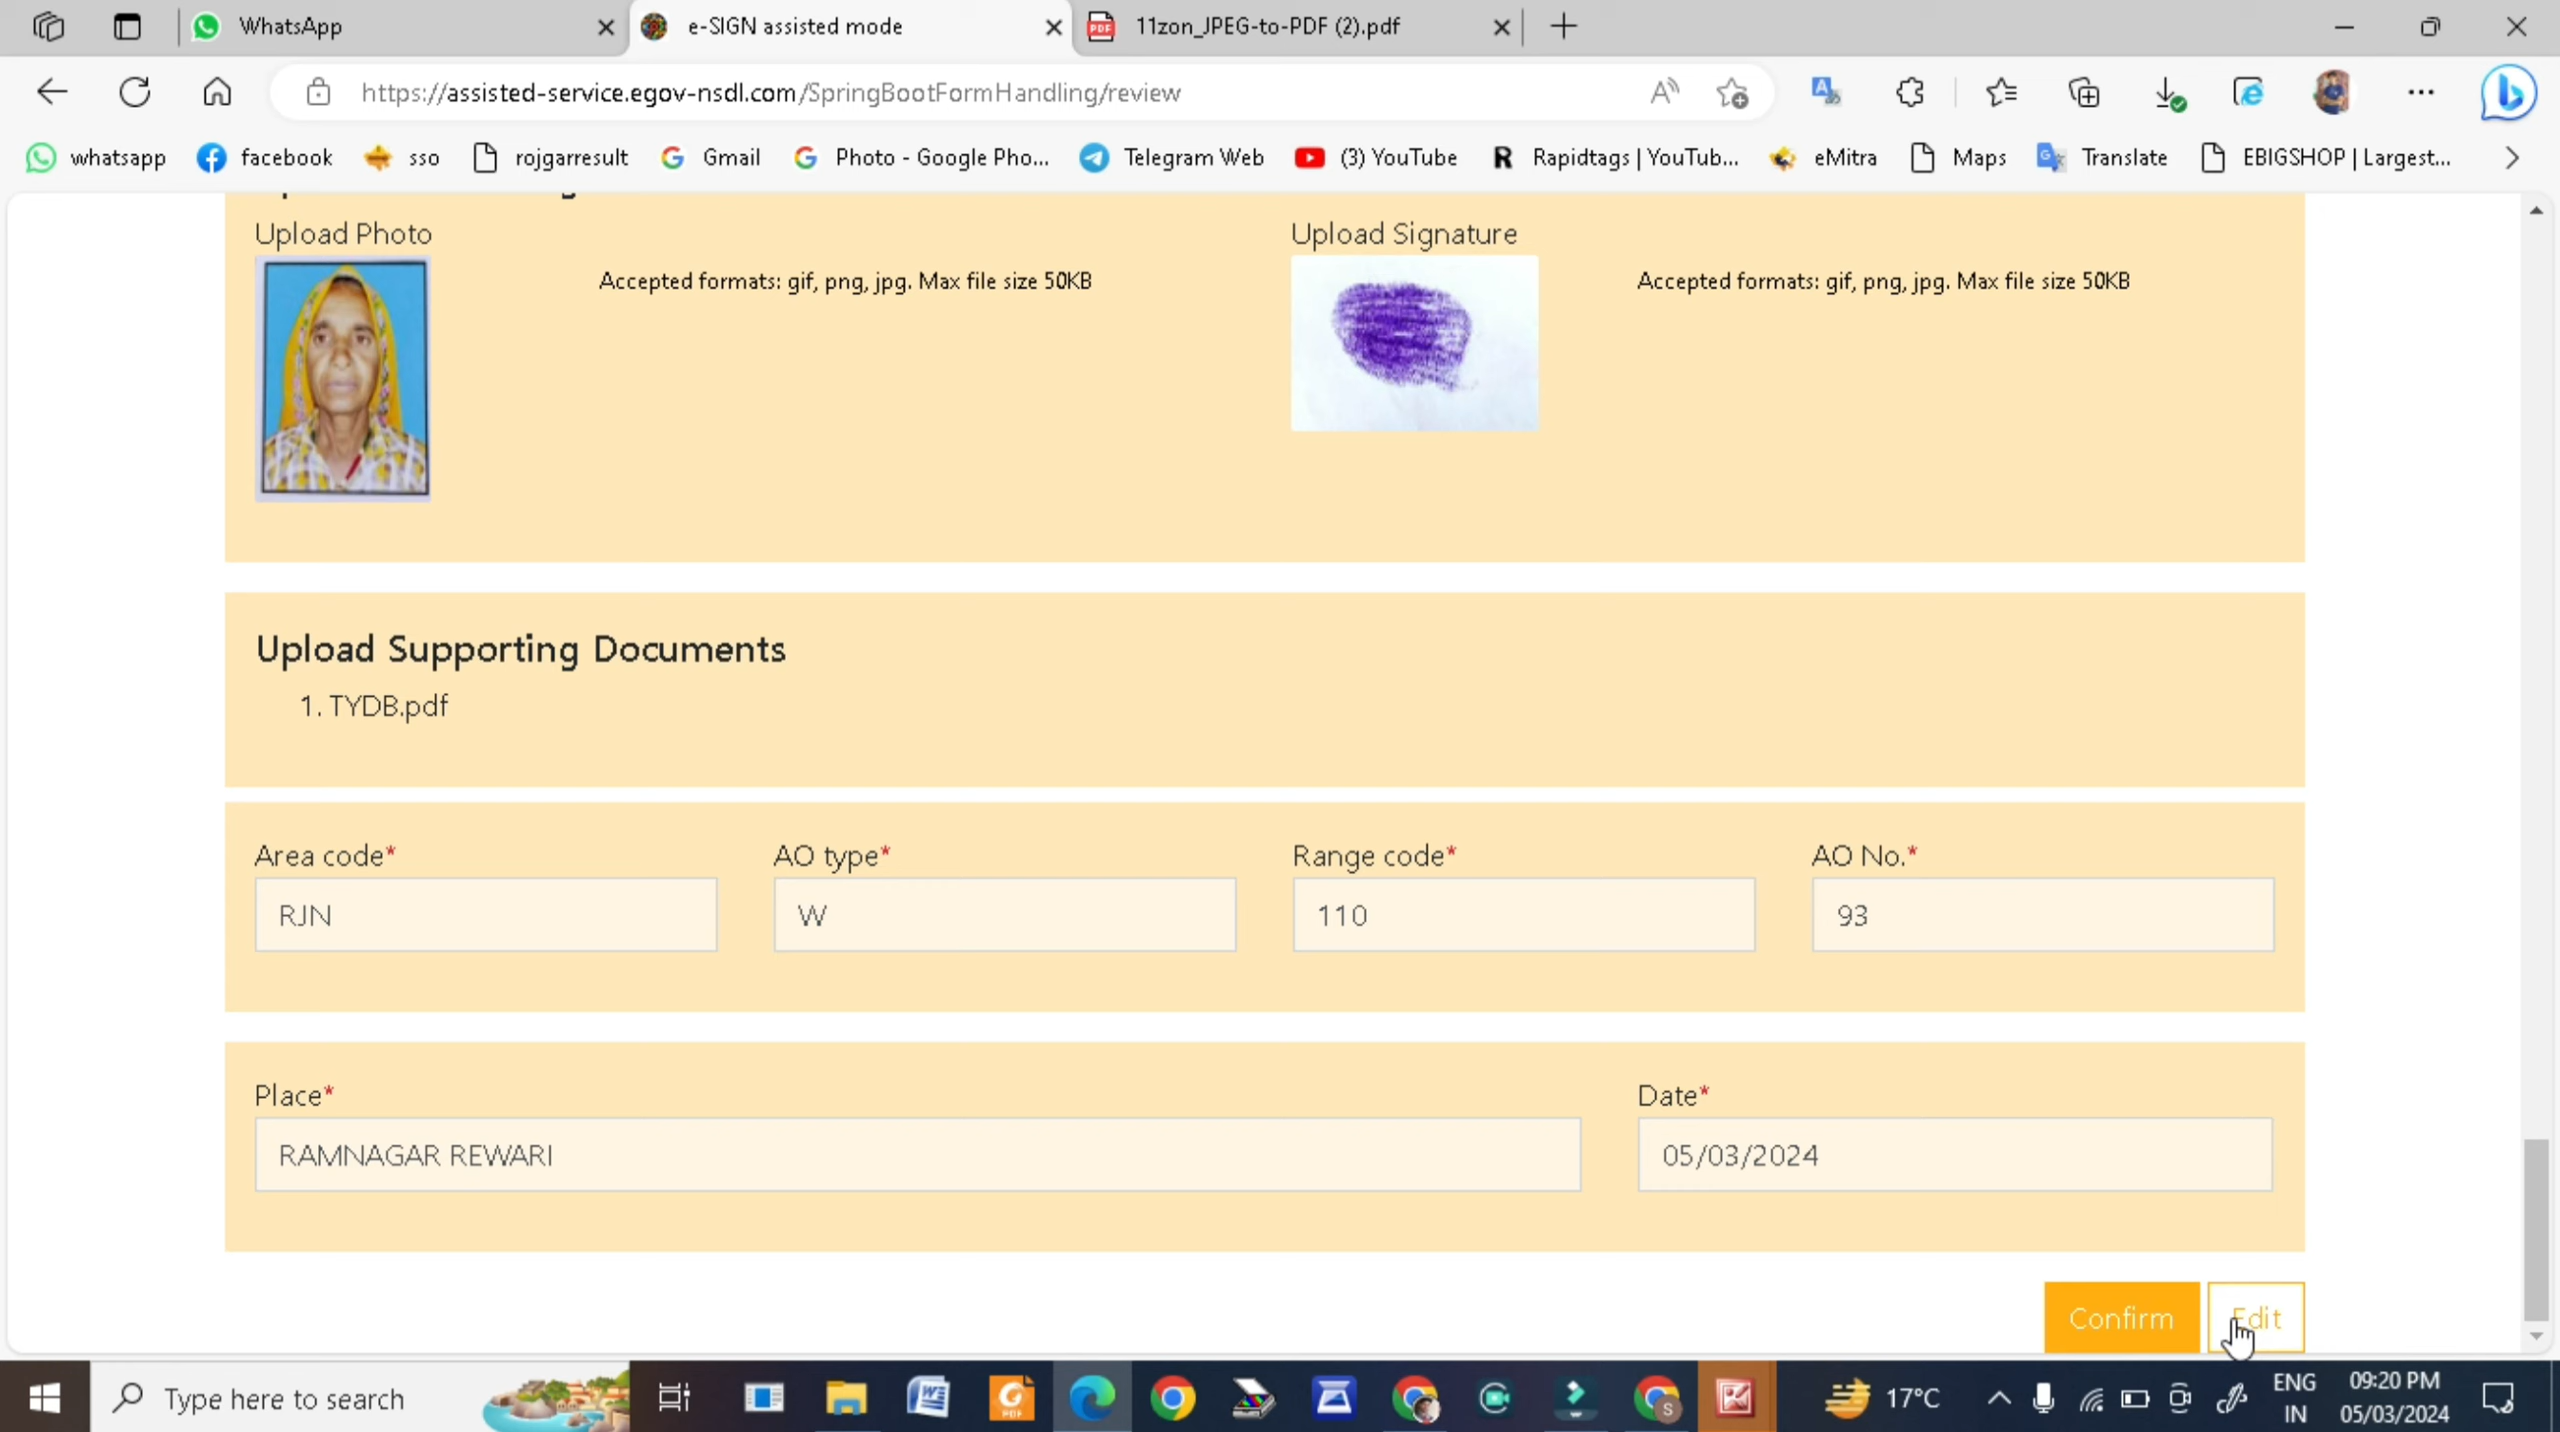 WhatsApp
e-SIGN assisted mode
11zon_JPEG-to-PDF (2).pdf
https://assisted-service.egov-nsdl.com/SpringBootFormHandling/review
whatsapp
facebook
sso
rojgarresult
Gmail
Photo - Google Pho...
Telegram Web
(3) YouTube
Rapidtags | YouTub...
eMitra
Maps
Translate
EBIGSHOP | Largest...
Upload Photo
Upload Signature
Accepted formats: gif, png, jpg. Max file size 50KB
Accepted formats: gif, png, jpg. Max file size 50KB
Upload Supporting Documents
1. TYDB.pdf
Area code*
AO type*
Range code*
AO No.*
RJN
W
110
93
Place*
Date*
RAMNAGAR REWARI
05/03/2024
Confirm
Edit
Type here to search
17°C
ENG
IN
09:20 PM
05/03/2024